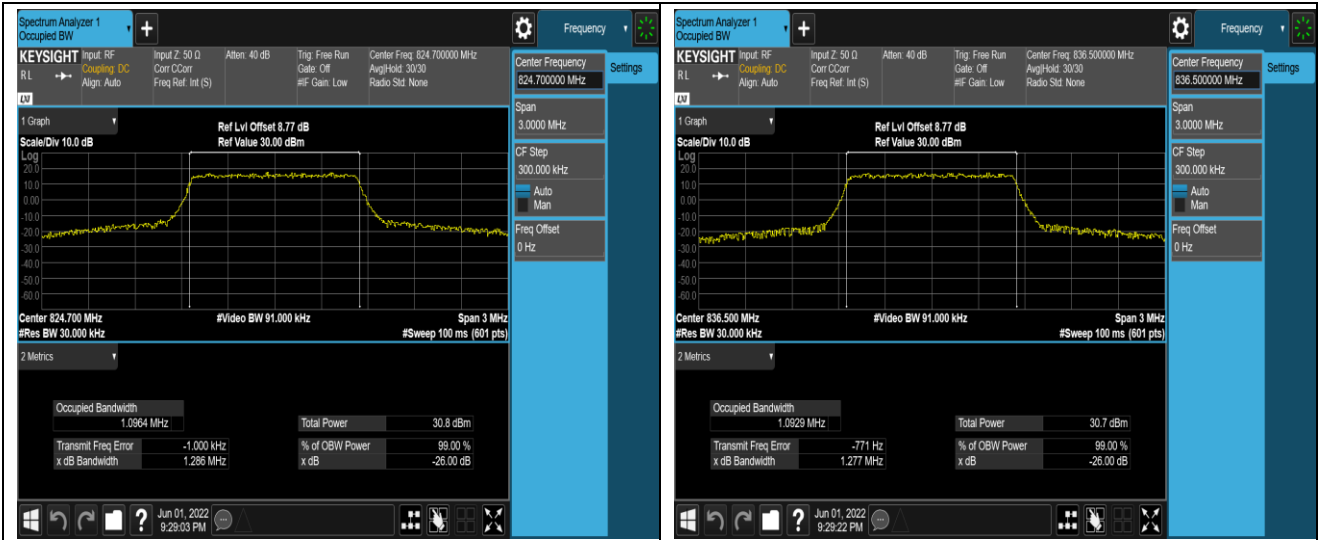 Spectrum Analyzer 1
Occupied BW
+
Frequency
KEYSIGHT
Input: RF
Coupling: DC
Align: Auto
Input Z: 50 Ω
Corr CCorr
Freq Ref: Int (S)
Atten: 40 dB
Trig: Free Run
Gate: Off
#IF Gain: Low
Center Freq: 824.700000 MHz
Avg|Hold: 30/30
Radio Std: None
RL
LXI
Center Frequency
824.700000 MHz
Settings
Span
3.0000 MHz
CF Step
300.000 kHz
Auto
Man
Freq Offset
0 Hz
1 Graph
Ref Lvl Offset 8.77 dB
Scale/Div 10.0 dB
Ref Value 30.00 dBm
Log
20.0
10.0
0.00
-10.0
-20.0
-30.0
-40.0
-50.0
-60.0
Center 824.700 MHz
#Video BW 91.000 kHz
Span 3 MHz
#Res BW 30.000 kHz
#Sweep 100 ms (601 pts)
2 Metrics
Occupied Bandwidth
1.0964 MHz
Total Power 30.8 dBm
Transmit Freq Error -1.000 kHz
% of OBW Power 99.00 %
x dB Bandwidth 1.286 MHz
x dB -26.00 dB
?
Jun 01, 2022
9:29:03 PM
Spectrum Analyzer 1
Occupied BW
+
Frequency
KEYSIGHT
Input: RF
Coupling: DC
Align: Auto
Input Z: 50 Ω
Corr CCorr
Freq Ref: Int (S)
Atten: 40 dB
Trig: Free Run
Gate: Off
#IF Gain: Low
Center Freq: 836.500000 MHz
Avg|Hold: 30/30
Radio Std: None
RL
LXI
Center Frequency
836.500000 MHz
Settings
Span
3.0000 MHz
CF Step
300.000 kHz
Auto
Man
Freq Offset
0 Hz
1 Graph
Ref Lvl Offset 8.77 dB
Scale/Div 10.0 dB
Ref Value 30.00 dBm
Log
20.0
10.0
0.00
-10.0
-20.0
-30.0
-40.0
-50.0
-60.0
Center 836.500 MHz
#Video BW 91.000 kHz
Span 3 MHz
#Res BW 30.000 kHz
#Sweep 100 ms (601 pts)
2 Metrics
Occupied Bandwidth
1.0929 MHz
Total Power 30.7 dBm
Transmit Freq Error -771 Hz
% of OBW Power 99.00 %
x dB Bandwidth 1.277 MHz
x dB -26.00 dB
?
Jun 01, 2022
9:29:22 PM